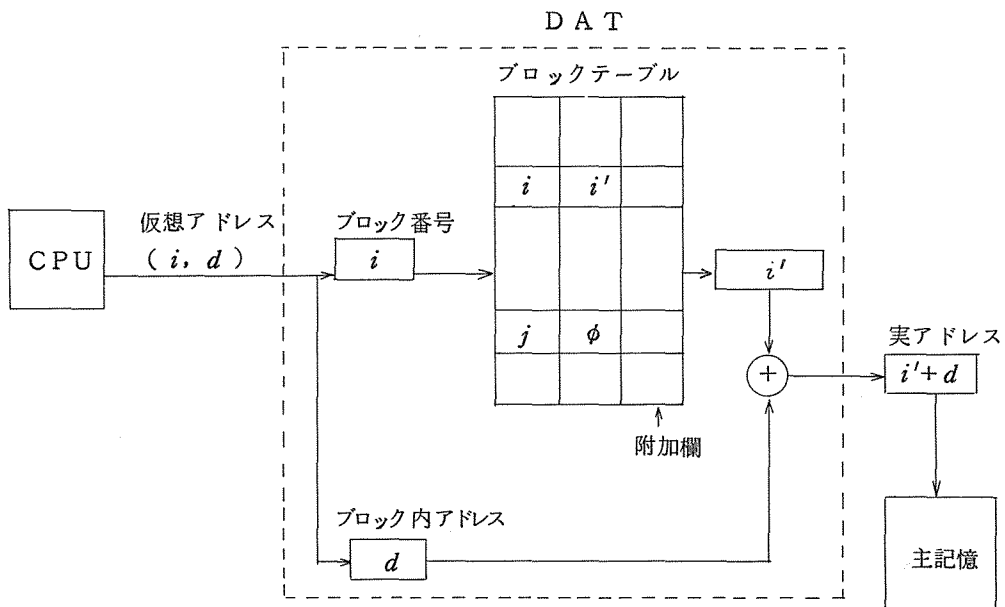 DAT
ブロックテーブル
i i′
仮想アドレス
(i, d)
ブロック番号
CPU
i
i′
j φ
実アドレス
+
i′+d
附加欄
ブロック内アドレス
d
主記憶